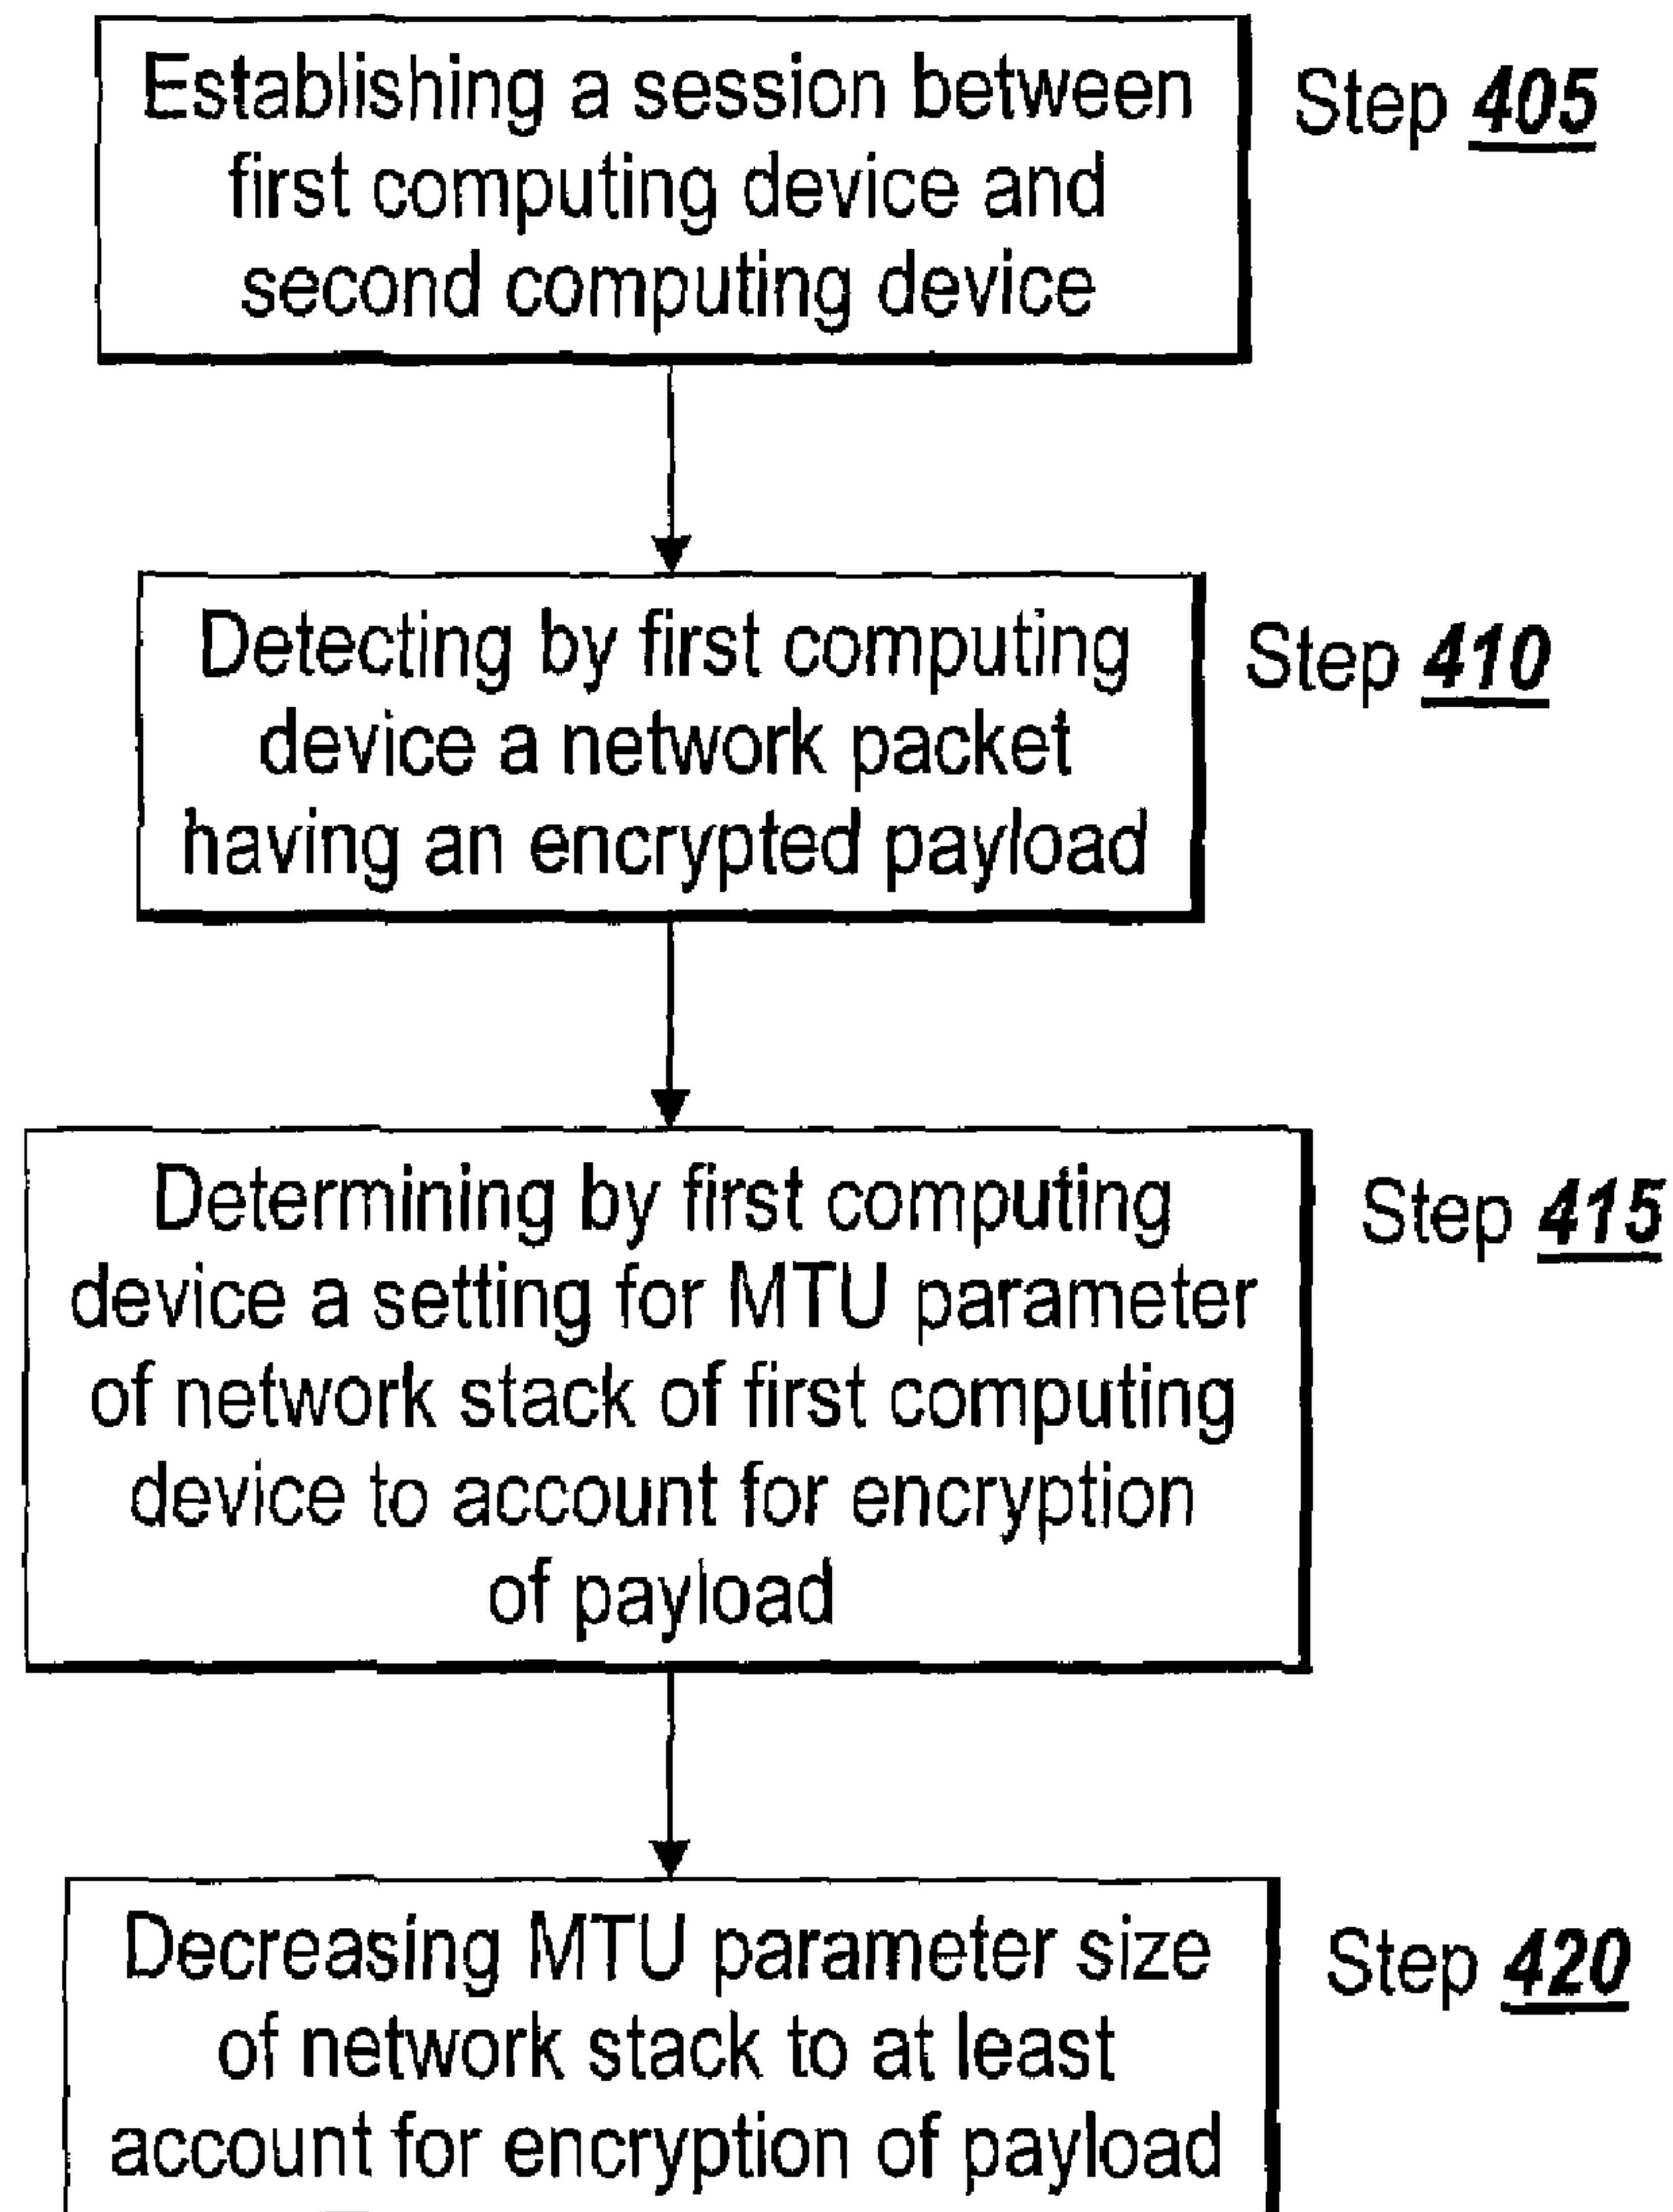 Establishing a session between
first computing device and
second computing device
Step 405
Detecting by first computing
device a network packet
having an encrypted payload
Step 410
Determining by first computing
device a setting for MTU parameter
of network stack of first computing
device to account for encryption
of payload
Step 415
Decreasing MTU parameter size
of network stack to at least
account for encryption of payload
Step 420